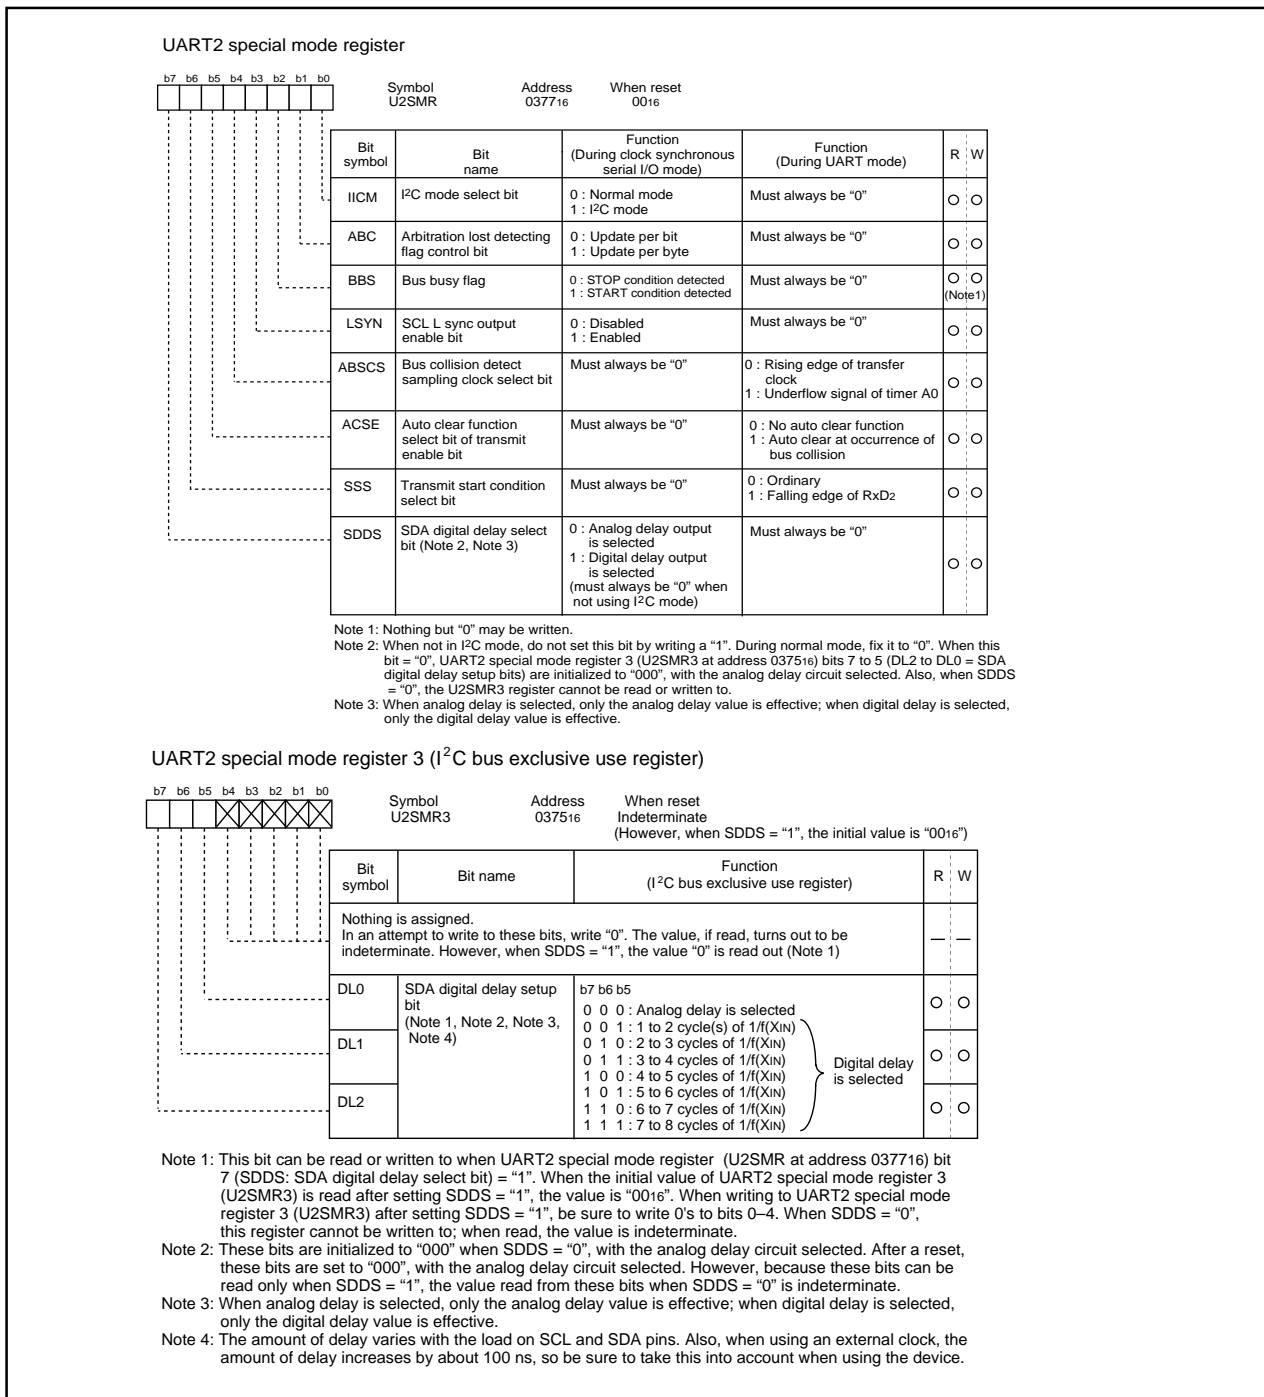 UART2 special mode register
b7 b6 b5 b4 b3 b2 b1 b0
Symbol Address When reset
U2SMR 037716 0016
Bit symbol Bit name Function (During clock synchronous serial I/O mode) Function (During UART mode) R W
IICM I2C mode select bit 0 : Normal mode Must always be “0”
1 : I2C mode
ABC Arbitration lost detecting 0 : Update per bit Must always be “0”
flag control bit 1 : Update per byte
BBS Bus busy flag 0 : STOP condition detected Must always be “0”
1 : START condition detected (Note1)
LSYN SCL L sync output 0 : Disabled Must always be “0”
enable bit 1 : Enabled
ABSCS Bus collision detect Must always be “0” 0 : Rising edge of transfer
sampling clock select bit clock
1 : Underflow signal of timer A0
ACSE Auto clear function Must always be “0” 0 : No auto clear function
select bit of transmit 1 : Auto clear at occurrence of
enable bit bus collision
SSS Transmit start condition Must always be “0” 0 : Ordinary
select bit 1 : Falling edge of RxD2
SDDS SDA digital delay select 0 : Analog delay output Must always be “0”
bit (Note 2, Note 3) is selected
1 : Digital delay output
is selected
(must always be “0” when
not using I2C mode)
Note 1: Nothing but “0” may be written.
Note 2: When not in I2C mode, do not set this bit by writing a “1”. During normal mode, fix it to “0”. When this
bit = “0”, UART2 special mode register 3 (U2SMR3 at address 037516) bits 7 to 5 (DL2 to DL0 = SDA
digital delay setup bits) are initialized to “000”, with the analog delay circuit selected. Also, when SDDS
= “0”, the U2SMR3 register cannot be read or written to.
Note 3: When analog delay is selected, only the analog delay value is effective; when digital delay is selected,
only the digital delay value is effective.
UART2 special mode register 3 (I2C bus exclusive use register)
b7 b6 b5 b4 b3 b2 b1 b0
Symbol Address When reset
U2SMR3 037516 Indeterminate
(However, when SDDS = “1”, the initial value is “0016”)
Bit symbol Bit name Function (I2C bus exclusive use register) R W
Nothing is assigned.
In an attempt to write to these bits, write “0”. The value, if read, turns out to be
indeterminate. However, when SDDS = “1”, the value “0” is read out (Note 1)
DL0 SDA digital delay setup b7 b6 b5
bit 0 0 0 : Analog delay is selected
(Note 1, Note 2, Note 3, 0 0 1 : 1 to 2 cycle(s) of 1/f(XIN)
DL1 Note 4) 0 1 0 : 2 to 3 cycles of 1/f(XIN)
0 1 1 : 3 to 4 cycles of 1/f(XIN) Digital delay
1 0 0 : 4 to 5 cycles of 1/f(XIN) is selected
1 0 1 : 5 to 6 cycles of 1/f(XIN)
DL2 1 1 0 : 6 to 7 cycles of 1/f(XIN)
1 1 1 : 7 to 8 cycles of 1/f(XIN)
Note 1: This bit can be read or written to when UART2 special mode register (U2SMR at address 037716) bit
7 (SDDS: SDA digital delay select bit) = “1”. When the initial value of UART2 special mode register 3
(U2SMR3) is read after setting SDDS = “1”, the value is “0016”. When writing to UART2 special mode
register 3 (U2SMR3) after setting SDDS = “1”, be sure to write 0's to bits 0–4. When SDDS = “0”,
this register cannot be written to; when read, the value is indeterminate.
Note 2: These bits are initialized to “000” when SDDS = “0”, with the analog delay circuit selected. After a reset,
these bits are set to “000”, with the analog delay circuit selected. However, because these bits can be
read only when SDDS = “1”, the value read from these bits when SDDS = “0” is indeterminate.
Note 3: When analog delay is selected, only the analog delay value is effective; when digital delay is selected,
only the digital delay value is effective.
Note 4: The amount of delay varies with the load on SCL and SDA pins. Also, when using an external clock, the
amount of delay increases by about 100 ns, so be sure to take this into account when using the device.